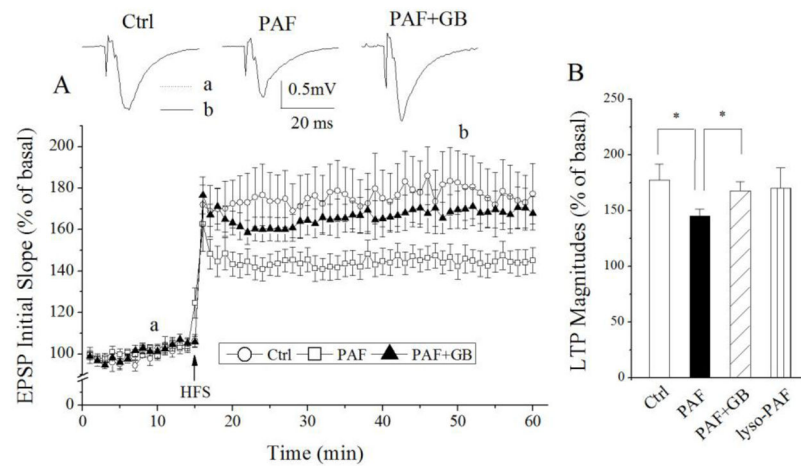 Ctrl PAF PAF+GB
A
a
b
0.5mV
20 ms
B
EPSP Initial Slope (% of basal)
200
180
160
140
120
100
0
a
b
HFS
Ctrl PAF PAF+GB
0 10 20 30 40 50 60
Time (min)
LTP Magnitudes (% of basal)
250
200
150
100
50
0
* *
Ctrl PAF PAF+GB lyso-PAF